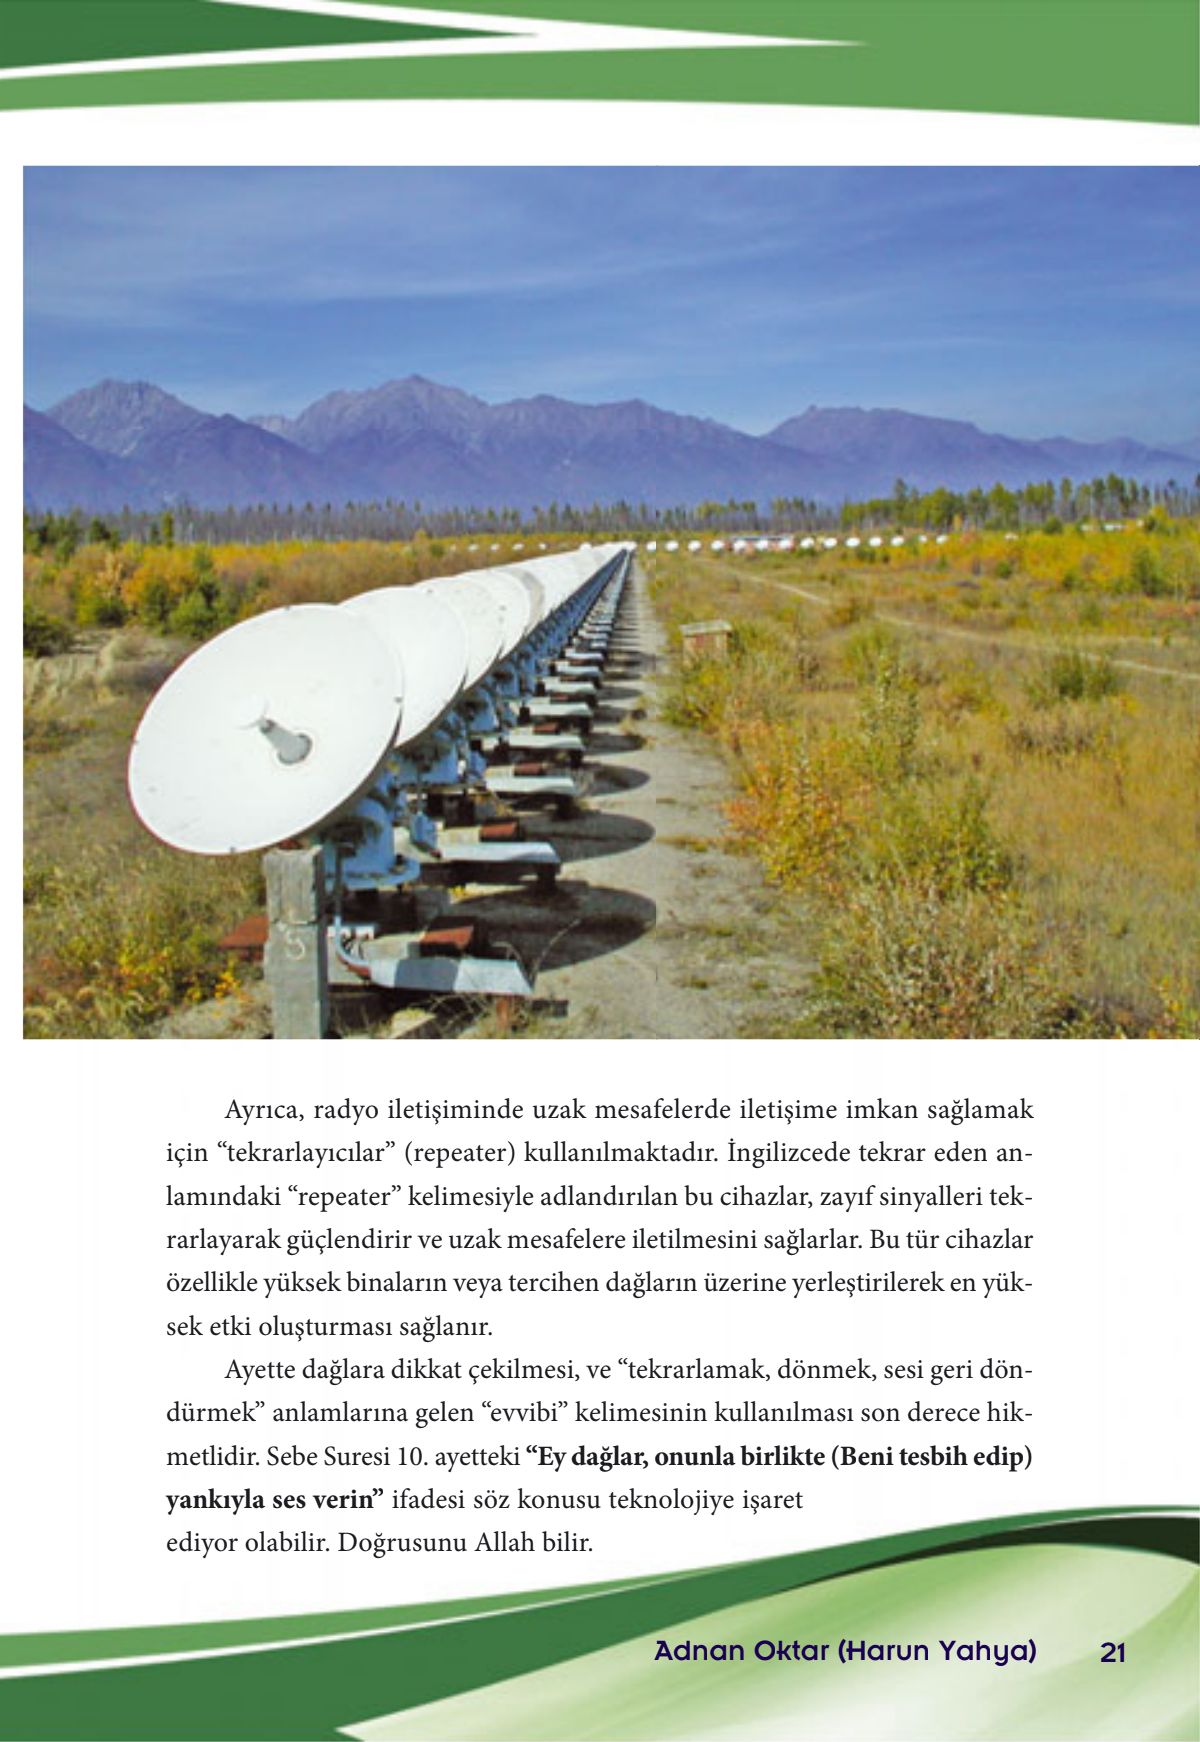 Ayrıca, radyo iletişiminde uzak mesafelerde iletişime imkan sağlamak
için “tekrarlayıcılar” (repeater) kullanılmaktadır. İngilizcede tekrar eden an-
lamındaki “repeater” kelimesiyle adlandırılan bu cihazlar, zayıf sinyalleri tek-
rarlayarak güçlendirir ve uzak mesafelere iletilmesini sağlarlar. Bu tür cihazlar
özellikle yüksek binaların veya tercihen dağların üzerine yerleştirilerek en yük-
sek etki oluşturması sağlanır.
Ayette dağlara dikkat çekilmesi, ve “tekrarlamak, dönmek, sesi geri dön-
dürmek” anlamlarına gelen “evvibi” kelimesinin kullanılması son derece hik-
metlidir. Sebe Suresi 10. ayetteki “Ey dağlar, onunla birlikte (Beni tesbih edip)
yankıyla ses verin” ifadesi söz konusu teknolojiye işaret
ediyor olabilir. Doğrusunu Allah bilir.
Adnan Oktar (Harun Yahya) 21